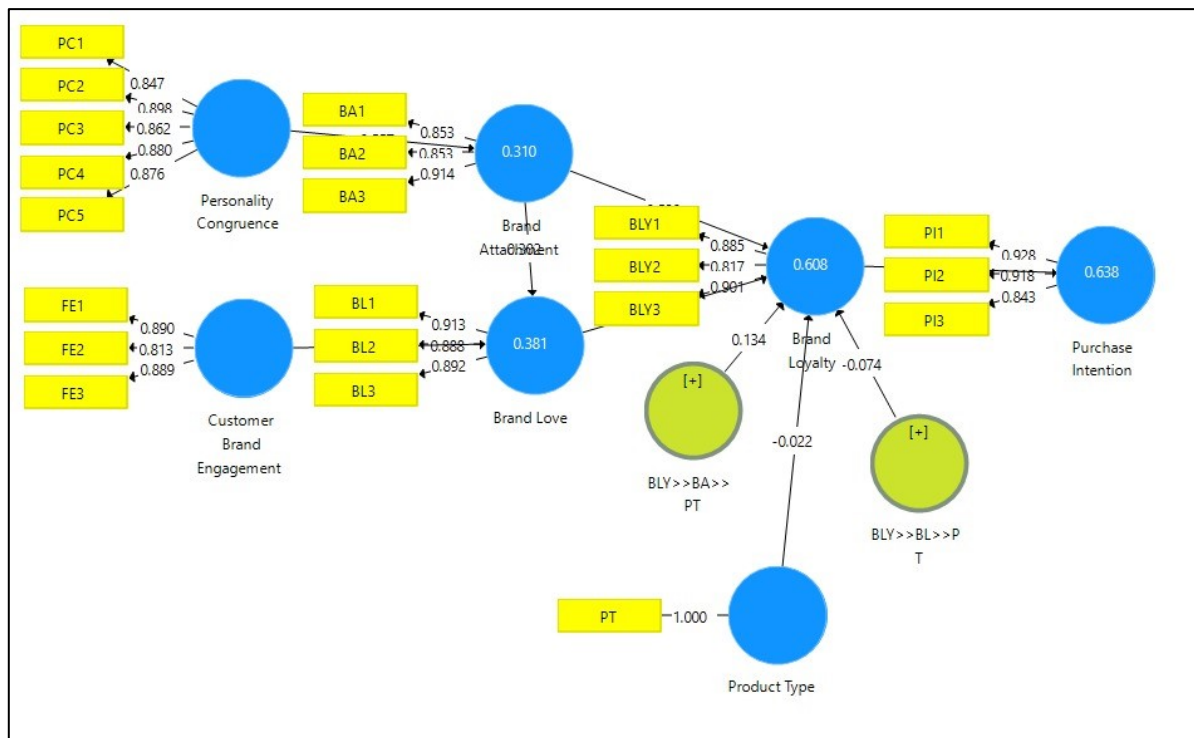 PC1
PC2
PC3
PC4
PC5
0.847
0.898
0.862
0.880
0.876
Personality
Congruence
BA1
BA2
BA3
0.853
0.853
0.914
0.310
Brand
Attachment
0.302
FE1
FE2
FE3
0.890
0.813
0.889
Customer
Brand
Engagement
BL1
BL2
BL3
0.913
0.888
0.892
0.381
Brand Love
BLY1
BLY2
BLY3
0.885
0.817
0.901
0.608
Brand
Loyalty
PI1
PI2
PI3
0.928
0.918
0.843
0.638
Purchase
Intention
0.134
[+]
BLY>>BA>>
PT
-0.022
-0.074
[+]
BLY>>BL>>P
T
PT
1.000
Product Type